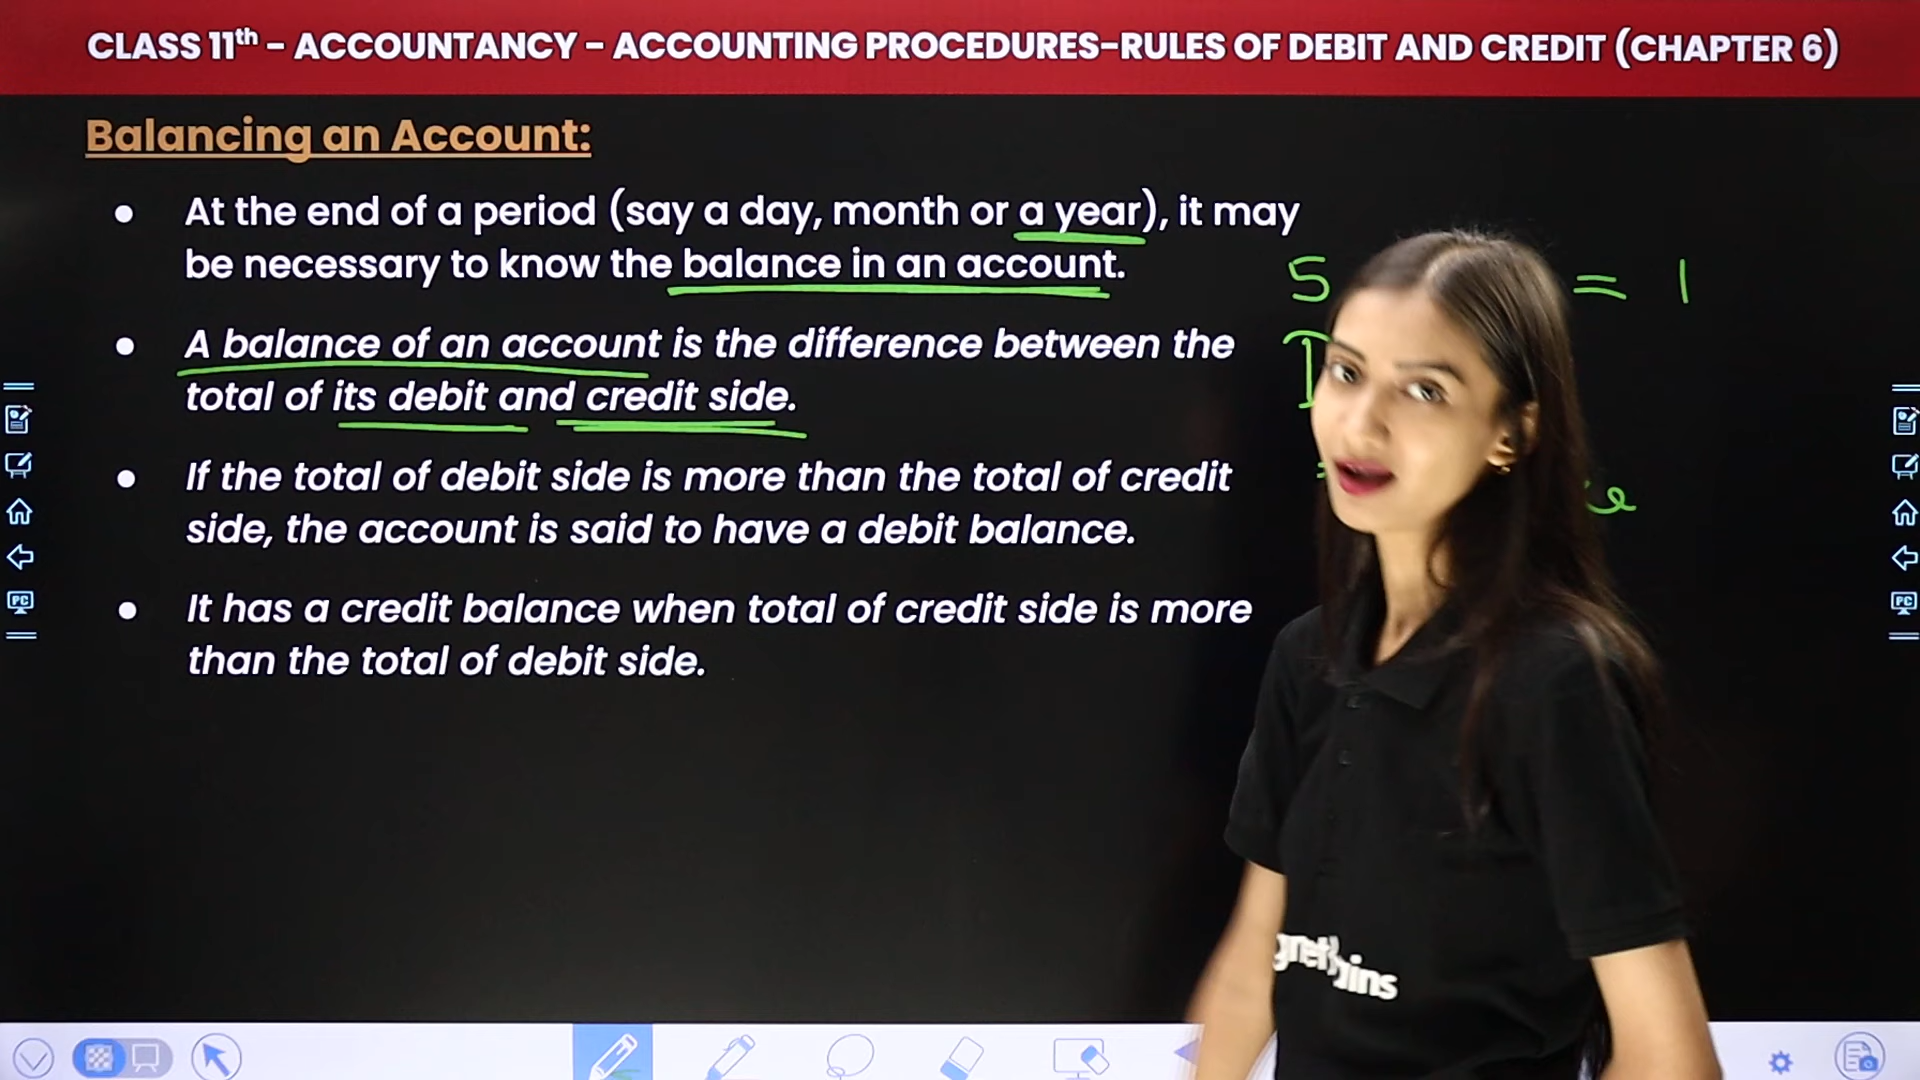 CLASS 11th - ACCOUNTANCY - ACCOUNTING PROCEDURES-RULES OF DEBIT AND CREDIT (CHAPTER 6)
Balancing an Account:
• At the end of a period (say a day, month or a year), it may
be necessary to know the balance in an account.
• A balance of an account is the difference between the
total of its debit and credit side.
• If the total of debit side is more than the total of credit
side, the account is said to have a debit balance.
• It has a credit balance when total of credit side is more
than the total of debit side.
5 = 1
PC
PC